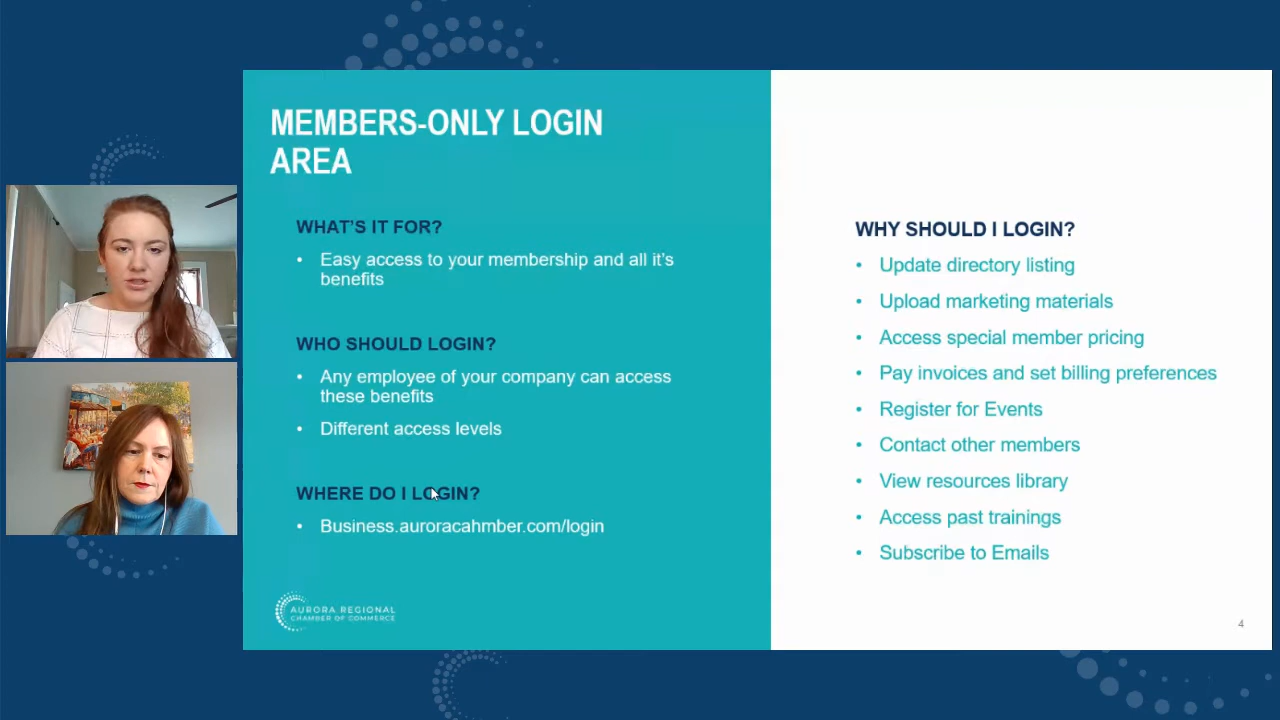 MEMBERS-ONLY LOGIN
AREA
WHAT'S IT FOR?
• Easy access to your membership and all it's
benefits
WHO SHOULD LOGIN?
• Any employee of your company can access
these benefits
• Different access levels
WHERE DO I LOGIN?
• Business.auroracahmber.com/login
AURORA REGIONAL
CHAMBER OF COMMERCE
WHY SHOULD I LOGIN?
• Update directory listing
• Upload marketing materials
• Access special member pricing
• Pay invoices and set billing preferences
• Register for Events
• Contact other members
• View resources library
• Access past trainings
• Subscribe to Emails
4